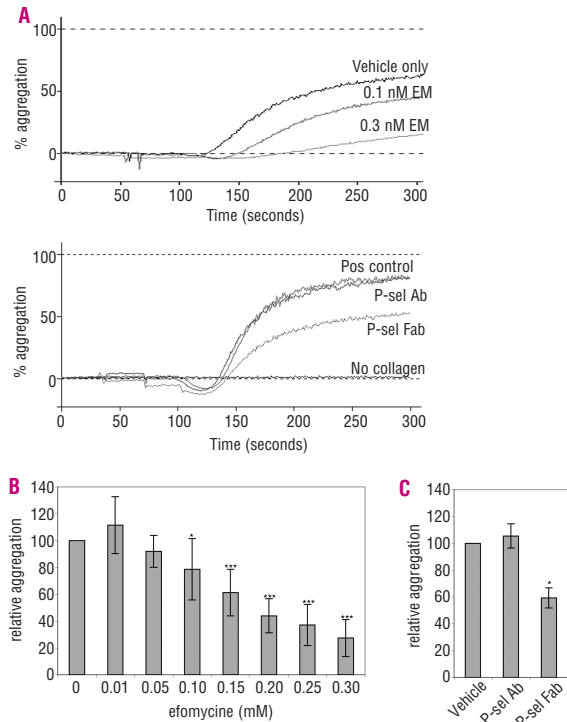 A
100
50
0
% aggregation
Vehicle only
0.1 nM EM
0.3 nM EM
0 50 100 150 200 250 300
Time (seconds)
100
50
0
% aggregation
Pos control
P-sel Ab
P-sel Fab
No collagen
0 50 100 150 200 250 300
Time (seconds)
B
140
120
100
80
60
40
20
0
relative aggregation
* *** *** *** ***
0 0.01 0.05 0.10 0.15 0.20 0.25 0.30
efomycine (mM)
C
140
120
100
80
60
40
20
0
relative aggregation
*
Vehicle P-sel Ab P-sel Fab